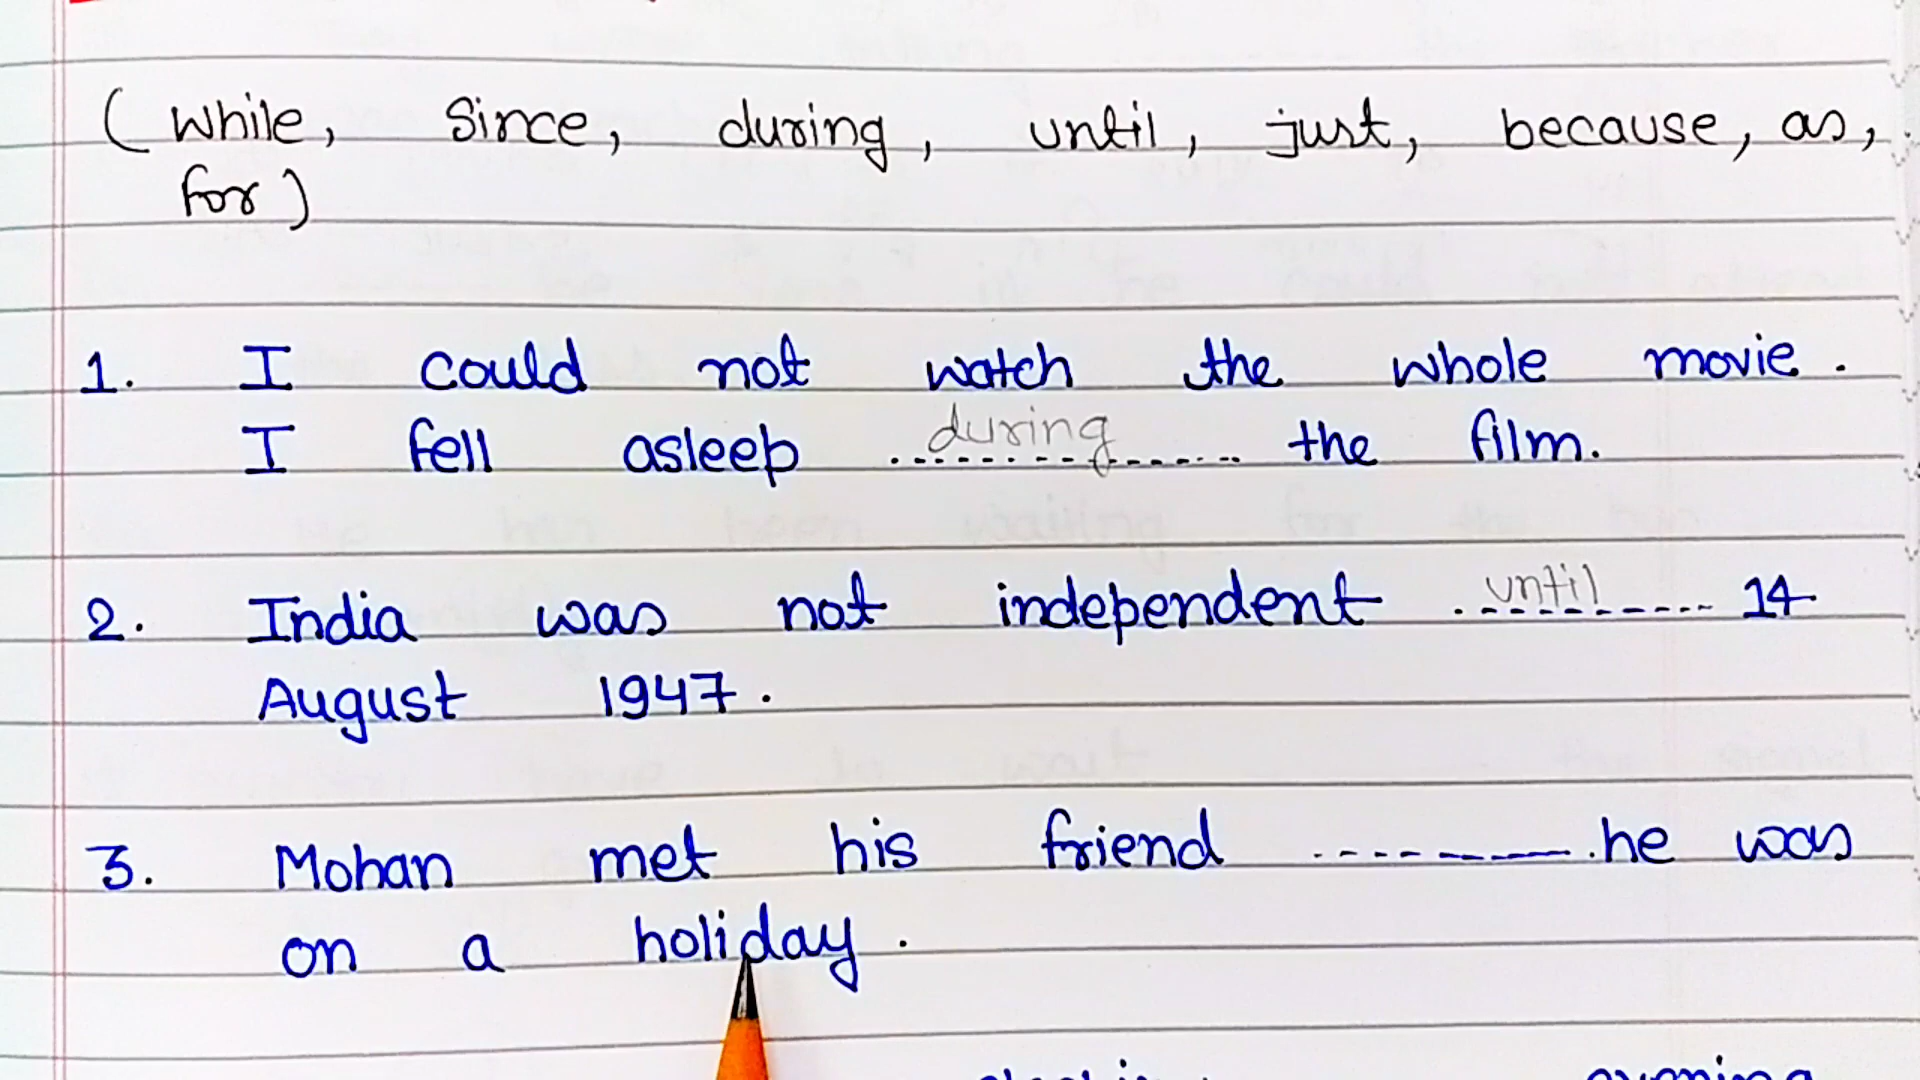 (While, Since, during, until, just, because, as,
for)
1. I could not watch the whole movie.
I fell asleep during the film.
2. India was not independent until 14
August 1947.
3. Mohan met his friend ---------- he was
on a holiday.
evening